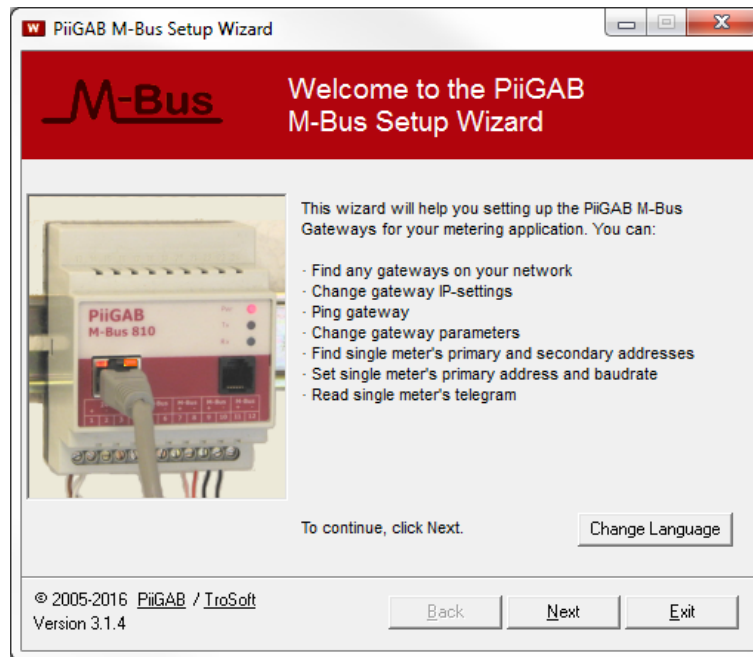 PiiGAB M-Bus Setup Wizard
M-Bus
Welcome to the PiiGAB
M-Bus Setup Wizard
This wizard will help you setting up the PiiGAB M-Bus
Gateways for your metering application. You can:
· Find any gateways on your network
· Change gateway IP-settings
· Ping gateway
· Change gateway parameters
· Find single meter's primary and secondary addresses
· Set single meter's primary address and baudrate
· Read single meter's telegram
PiiGAB
M-Bus 810
To continue, click Next.
Change Language
© 2005-2016 PiiGAB / TroSoft
Version 3.1.4
Back
Next
Exit